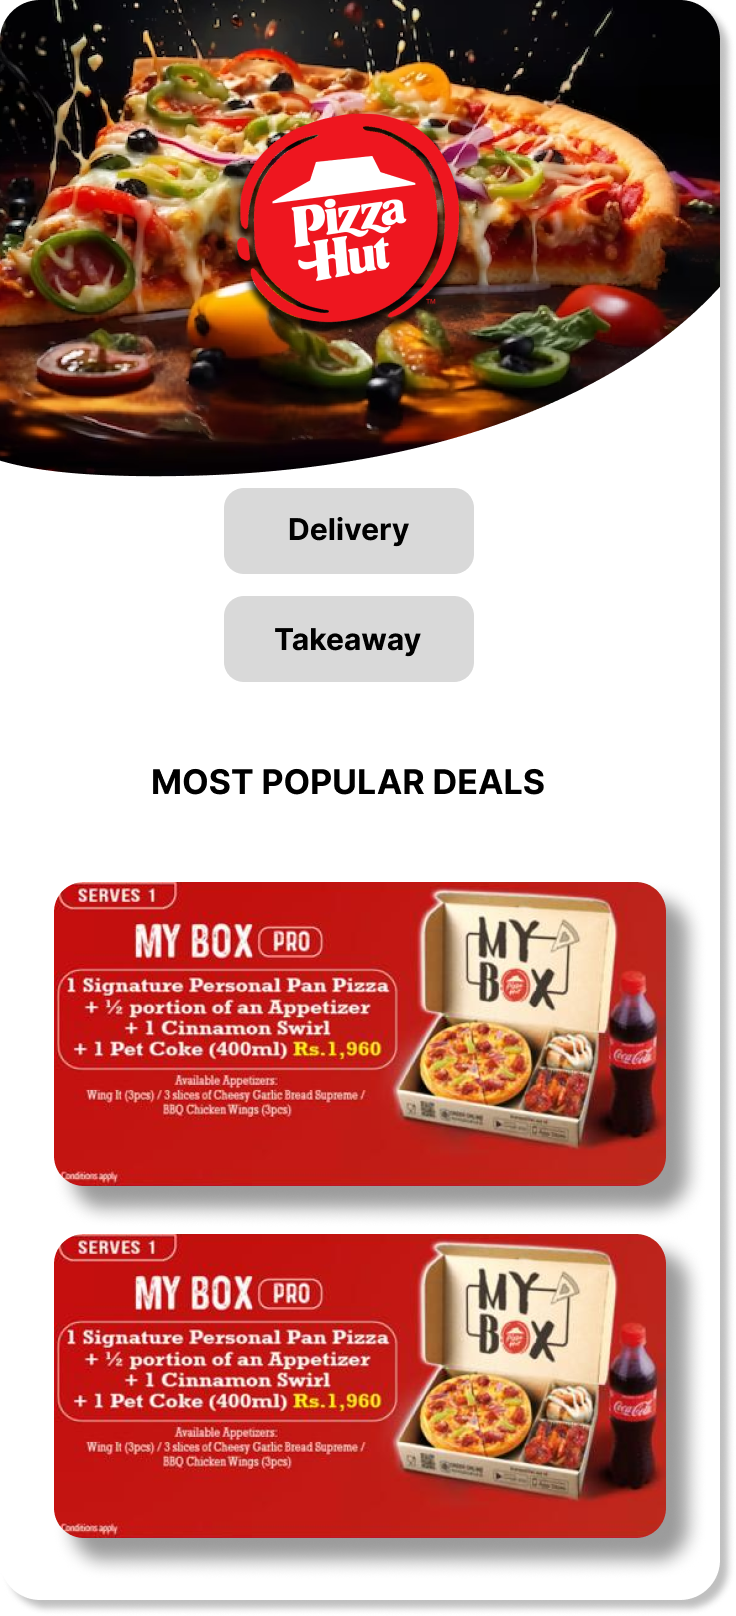 Pizza
Hut
™
Delivery
Takeaway
MOST POPULAR DEALS
SERVES 1
MY BOX PRO
1 Signature Personal Pan Pizza
+ ½ portion of an Appetizer
+ 1 Cinnamon Swirl
+ 1 Pet Coke (400ml) Rs.1,960
Available Appetizers:
Wing It (3pcs) / 3 slices of Cheesy Garlic Bread Supreme /
BBQ Chicken Wings (3pcs)
Conditions apply
MY
BOX
Coca-Cola
SERVES 1
MY BOX PRO
1 Signature Personal Pan Pizza
+ ½ portion of an Appetizer
+ 1 Cinnamon Swirl
+ 1 Pet Coke (400ml) Rs.1,960
Available Appetizers:
Wing It (3pcs) / 3 slices of Cheesy Garlic Bread Supreme /
BBQ Chicken Wings (3pcs)
Conditions apply
MY
BOX
Coca-Cola